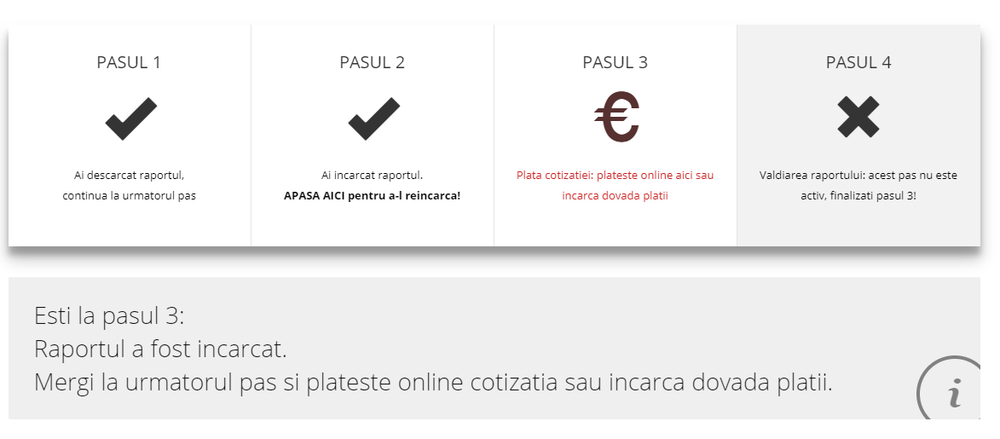 PASUL 1
Ai descarcat raportul,
continua la urmatorul pas
PASUL 2
Ai incarcat raportul.
APASA AICI pentru a-l reincarca!
PASUL 3
€
Plata cotizatiei: plateste online aici sau
incarca dovada platii
PASUL 4
Valdiarea raportului: acest pas nu este
activ, finalizati pasul 3!
Esti la pasul 3:
Raportul a fost incarcat.
Mergi la urmatorul pas si plateste online cotizatia sau incarca dovada platii.
i